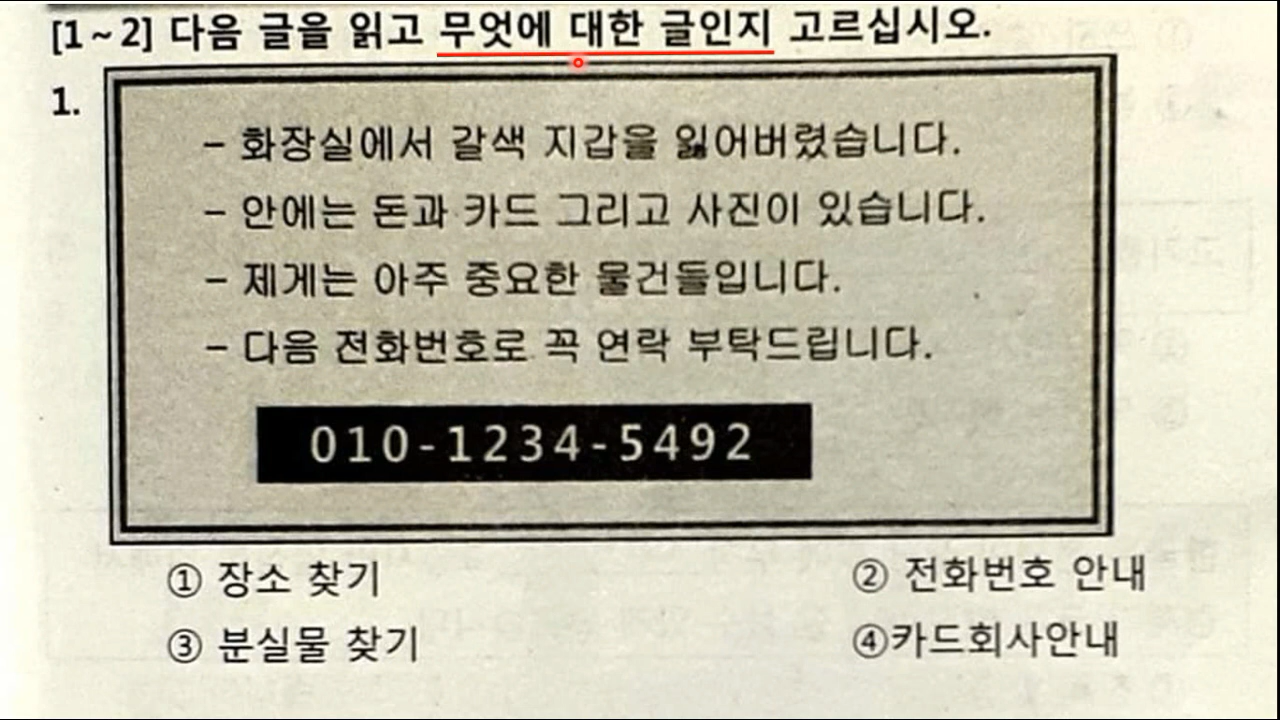 [1~2] 다음 글을 읽고 무엇에 대한 글인지 고르십시오.
1.
– 화장실에서 갈색 지갑을 잃어버렸습니다.
– 안에는 돈과 카드 그리고 사진이 있습니다.
– 제게는 아주 중요한 물건들입니다.
– 다음 전화번호로 꼭 연락 부탁드립니다.
010-1234-5492
① 장소 찾기 ② 전화번호 안내
③ 분실물 찾기 ④카드회사안내